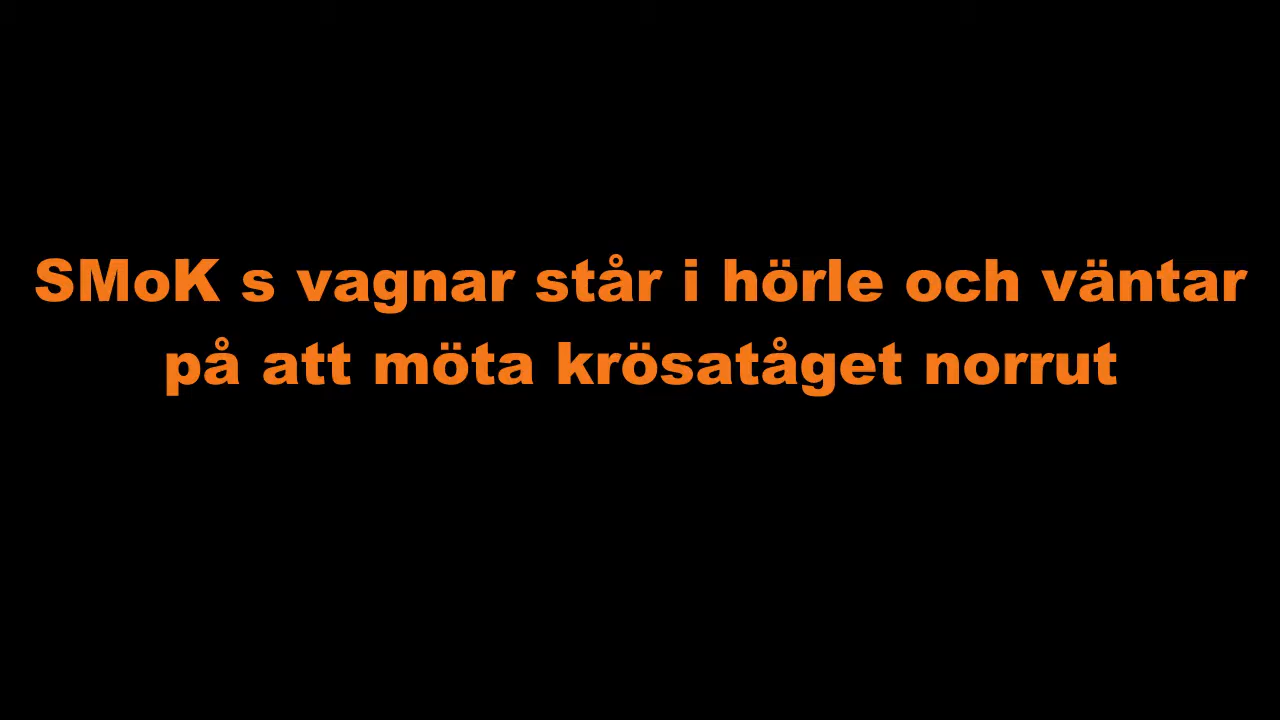 SMoK s vagnar står i hörle och väntar
på att möta krösatåget norrut